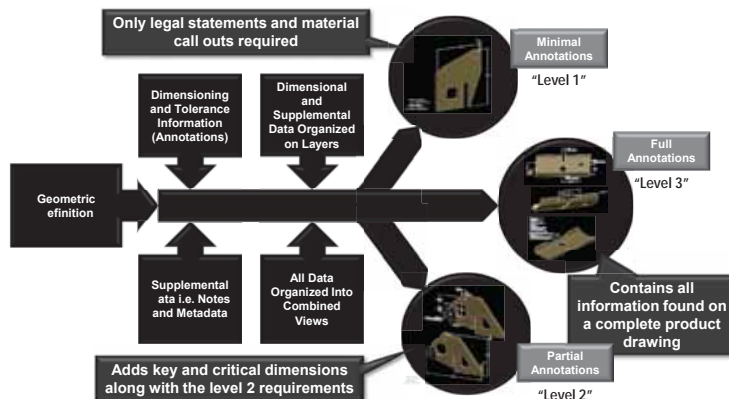 Only legal statements and material
call outs required
Minimal
Annotations
"Level 1"
Dimensioning
and Tolerance
Information
(Annotations)
Dimensional
and
Supplemental
Data Organized
on Layers
Full
Annotations
"Level 3"
Geometric
efinition
Supplemental
ata i.e. Notes
and Metadata
All Data
Organized Into
Combined
Views
Contains all
information found on
a complete product
drawing
Adds key and critical dimensions
along with the level 2 requirements
Partial
Annotations
"Level 2"